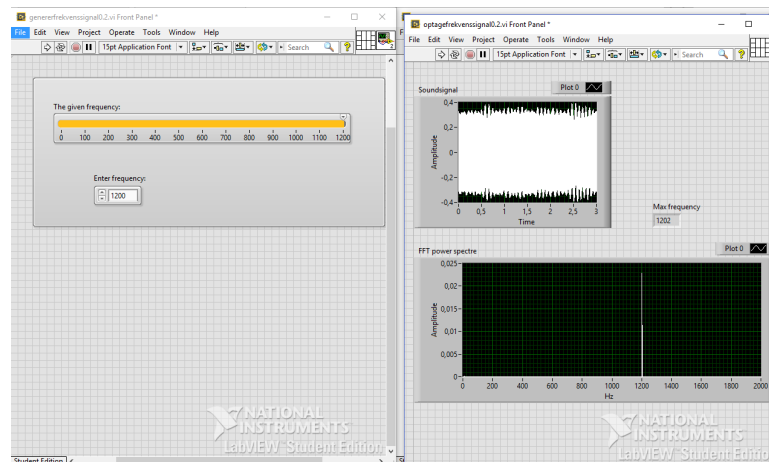 genererfrekvenssignal0.2.vi Front Panel *
File Edit View Project Operate Tools Window Help
15pt Application Font
Search
The given frequency:
0 100 200 300 400 500 600 700 800 900 1000 1100 1200
Enter frequency:
1200
NATIONAL
INSTRUMENTS
LabVIEW Student Edition
Student Edition
optagefrekvenssignal0.2.vi Front Panel *
File Edit View Project Operate Tools Window Help
15pt Application Font
Search
Soundsignal
Plot 0
Amplitude
0,4-
0,2-
0-
-0,2-
-0,4-
0 0,5 1 1,5 2 2,5 3
Time
Max frequency
1202
FFT power spectre
Plot 0
Amplitude
0,025-
0,02-
0,015-
0,01-
0,005-
0-
0 200 400 600 800 1000 1200 1400 1600 1800 2000
Hz
NATIONAL
INSTRUMENTS
LabVIEW Student Editio